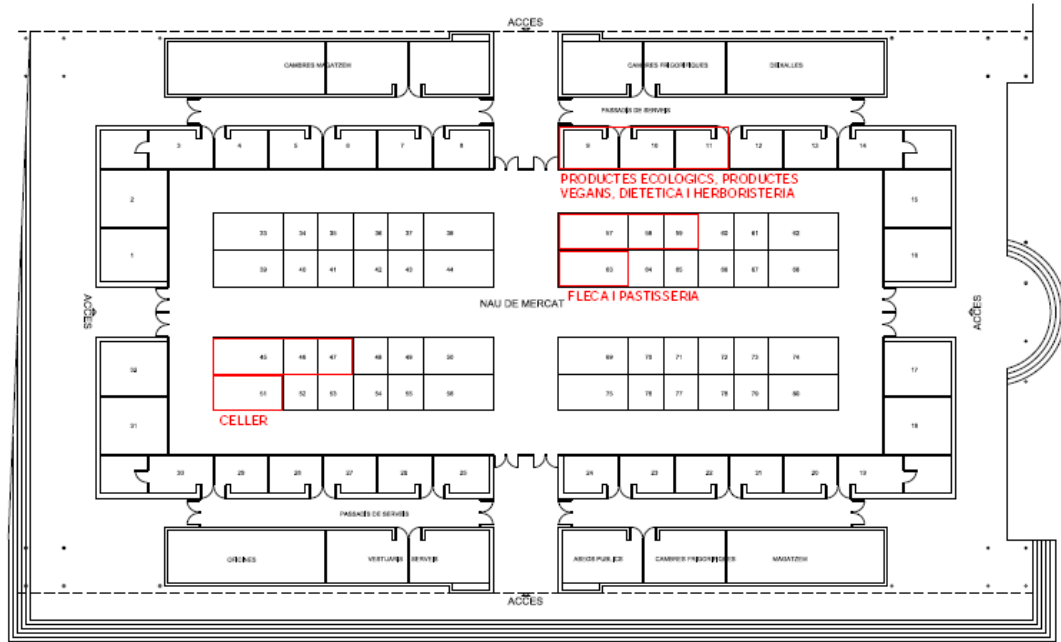 ACCES
CAMBRES MAGATZEM
CAMBRES FRIGORIFIQUES
DEIXALLES
PASSADIS DE SERVEIS
3 4 5 6 7 8 9 10 11 12 13 14
PRODUCTES ECOLOGICS, PRODUCTES
VEGANS, DIETETICA I HERBORISTERIA
2
15
33 34 35 36 37 38
57 58 59 60 61 62
1
16
39 40 41 42 43 44
63 64 65 66 67 68
FLECA I PASTISSERIA
ACCES
NAU DE MERCAT
ACCES
32
45 46 47 48 49 50
69 70 71 72 73 74
17
31
51 52 53 54 55 56
75 76 77 78 79 80
18
CELLER
30 29 28 27 26 25 24 23 22 21 20 19
PASSADIS DE SERVEIS
OFICINES
VESTUARIS
SERVEIS
ASEOS PUBLICS
CAMBRES FRIGORIFIQUES
MAGATZEM
ACCES